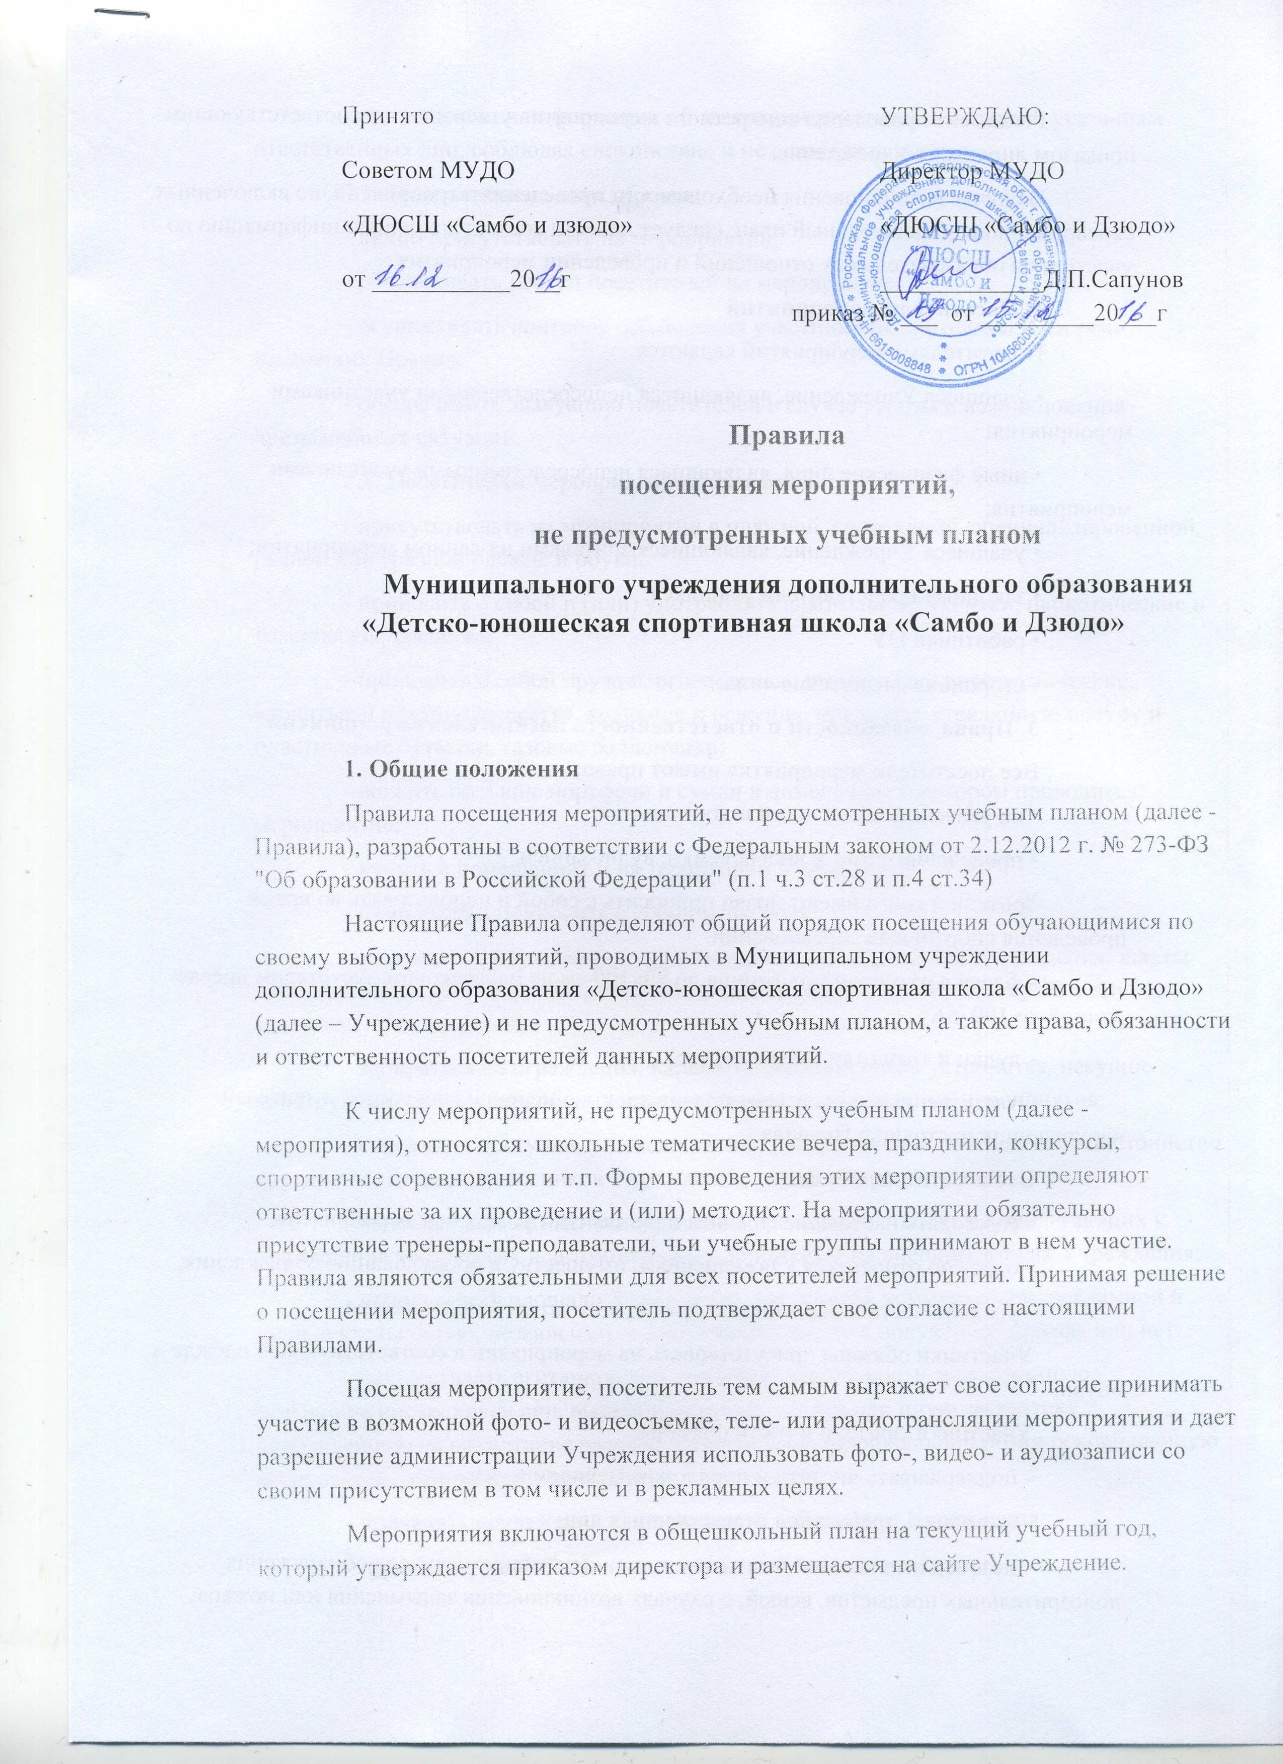 Принято
УТВЕРЖДАЮ:
Советом МУДО
Директор МУДО
«ДЮСШ «Самбо и дзюдо»
«ДЮСШ «Самбо и Дзюдо»
от 16.12 2016г
Д.П.Сапунов
приказ № от 15.12 2016г
МУДО
"ДЮСШ
"Самбо и
Дзюдо"
Правила
посещения мероприятий,
не предусмотренных учебным планом
Муниципального учреждения дополнительного образования
«Детско-юношеская спортивная школа «Самбо и Дзюдо»
1. Общие положения
Правила посещения мероприятий, не предусмотренных учебным планом (далее -
Правила), разработаны в соответствии с Федеральным законом от 2.12.2012 г. № 273-ФЗ
"Об образовании в Российской Федерации" (п.1 ч.3 ст.28 и п.4 ст.34)
Настоящие Правила определяют общий порядок посещения обучающимися по
своему выбору мероприятий, проводимых в Муниципальном учреждении
дополнительного образования «Детско-юношеская спортивная школа «Самбо и Дзюдо»
(далее – Учреждение) и не предусмотренных учебным планом, а также права, обязанности
и ответственность посетителей данных мероприятий.
К числу мероприятий, не предусмотренных учебным планом (далее -
мероприятия), относятся: школьные тематические вечера, праздники, конкурсы,
спортивные соревнования и т.п. Формы проведения этих мероприятии определяют
ответственные за их проведение и (или) методист. На мероприятии обязательно
присутствие тренеры-преподаватели, чьи учебные группы принимают в нем участие.
Правила являются обязательными для всех посетителей мероприятий. Принимая решение
о посещении мероприятия, посетитель подтверждает свое согласие с настоящими
Правилами.
Посещая мероприятие, посетитель тем самым выражает свое согласие принимать
участие в возможной фото- и видеосъемке, теле- или радиотрансляции мероприятия и дает
разрешение администрации Учреждения использовать фото-, видео- и аудиозаписи со
своим присутствием в том числе и в рекламных целях.
Мероприятия включаются в общешкольный план на текущий учебный год,
который утверждается приказом директора и размещается на сайте Учреждение.